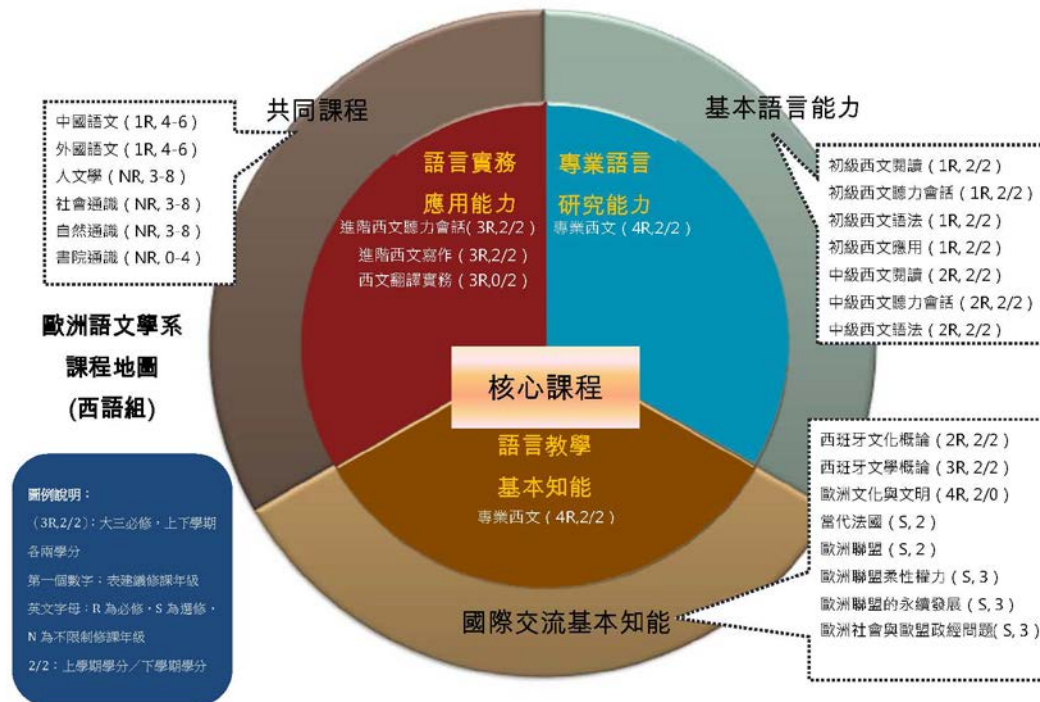 共同課程
中國語文（1R, 4-6）
外國語文（1R, 4-6）
人文學（NR, 3-8）
社會通識（NR, 3-8）
自然通識（NR, 3-8）
書院通識（NR, 0-4）
基本語言能力
初級西文閱讀（1R, 2/2）
初級西文聽力會話（1R, 2/2）
初級西文語法（1R, 2/2）
初級西文應用（1R, 2/2）
中級西文閱讀（2R, 2/2）
中級西文聽力會話（2R, 2/2）
中級西文語法（2R, 2/2）
語言實務
應用能力
進階西文聽力會話(3R,2/2）
進階西文寫作（3R,2/2）
西文翻譯實務（3R,0/2）
專業語言
研究能力
專業西文（4R,2/2）
歐洲語文學系
課程地圖
(西語組)
核心課程
語言教學
基本知能
專業西文（4R,2/2）
國際交流基本知能
西班牙文化概論（2R, 2/2）
西班牙文學概論（3R, 2/2）
歐洲文化與文明（4R, 2/0）
當代法國（S, 2）
歐洲聯盟（S, 2）
歐洲聯盟柔性權力（S, 3）
歐洲聯盟的永續發展（S, 3）
歐洲社會與歐盟政經問題(S, 3）
圖例說明：
（3R,2/2）：大三必修，上下學期
各兩學分
第一個數字：表建議修課年級
英文字母：R 為必修，S 為選修，
N 為不限制修課年級
2/2：上學期學分／下學期學分